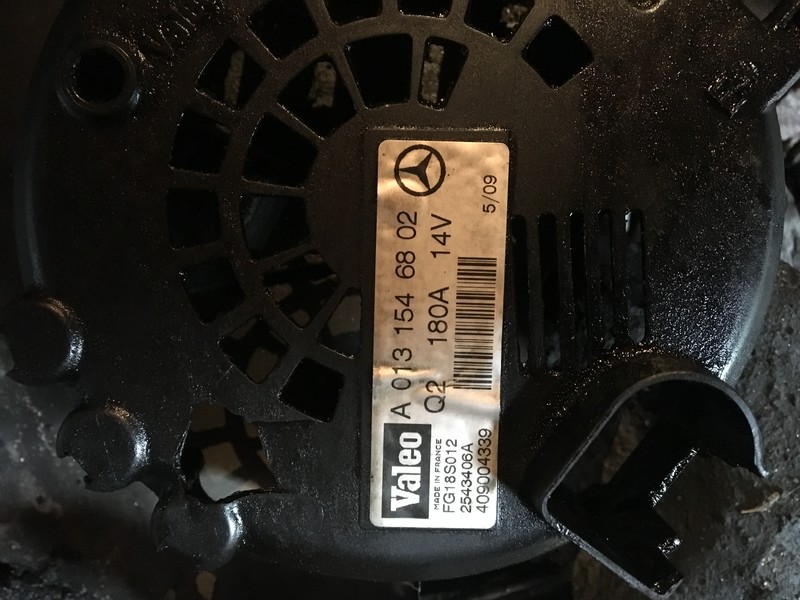 A 013 154 68 02
Q2 180A 14V 5/09
Valeo
MADE IN FRANCE
FG18S012
2543406A
409004339